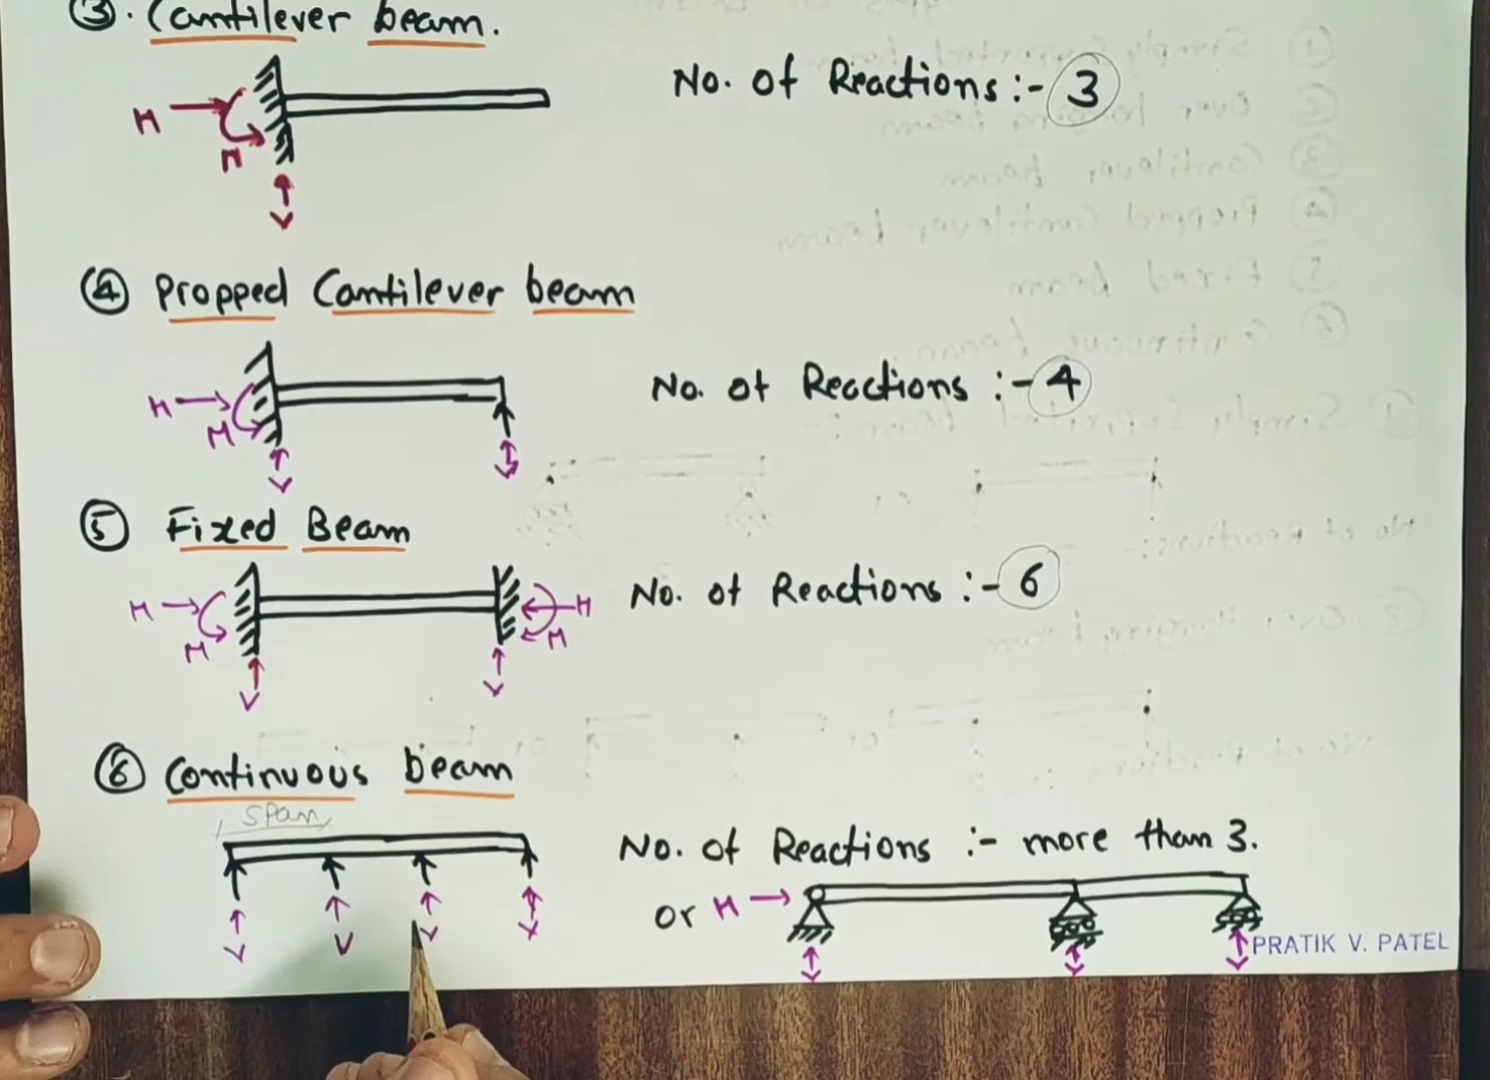 ③. Cantilever beam.
No. of Reactions :- 3
H
M
V
④ Propped Cantilever beam
No. of Reactions :- 4
H
M
V
V
⑤ Fixed Beam
No. of Reactions :- 6
H
H
M
M
V
V
⑥ Continuous beam
span
No. of Reactions :- more than 3.
or H
V
V
V
V
V
V
V
PRATIK V. PATEL